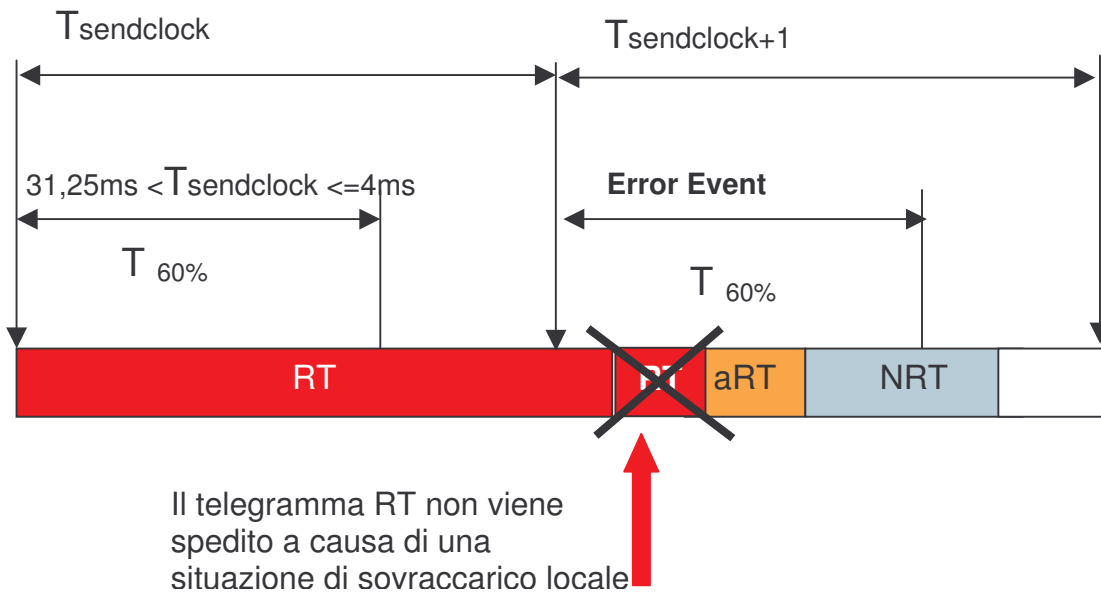 Tsendclock
Tsendclock+1
31,25ms <Tsendclock <=4ms
Error Event
T 60%
T 60%
RT
RT
aRT
NRT
Il telegramma RT non viene
spedito a causa di una
situazione di sovraccarico locale